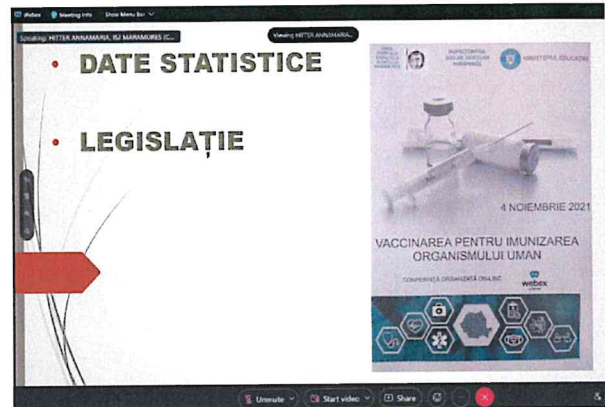 Webex
Meeting Info
Show Menu Bar
Speaking: HITTER ANNAMARIA, ISJ MARAMURES (C...
Viewing HITTER ANNAMARIA...
• DATE STATISTICE
• LEGISLAȚIE
INSPECTORATUL
ȘCOLAR JUDEȚEAN
MARAMUREȘ
MINISTERUL EDUCAȚIEI
4 NOIEMBRIE 2021
VACCINAREA PENTRU IMUNIZAREA
ORGANISMULUI UMAN
CONFERINȚĂ ORGANIZATĂ ON-LINE
webex
Unmute
Start video
Share